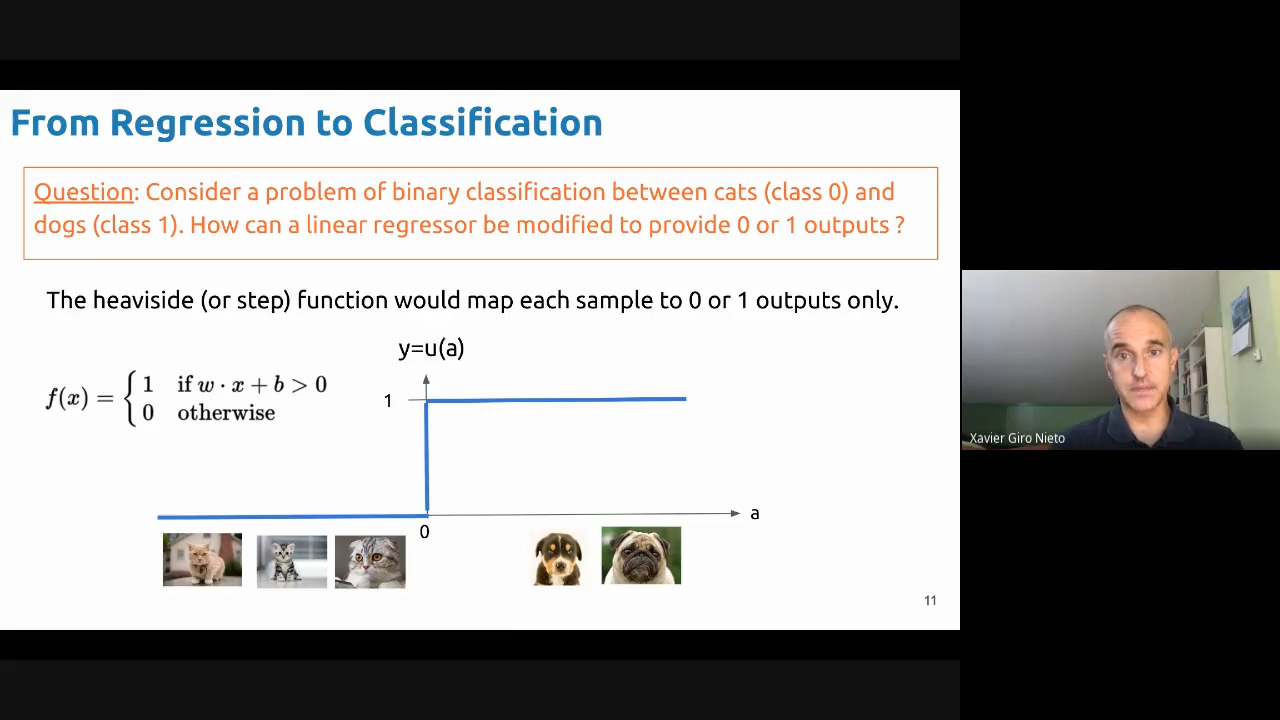 From Regression to Classification
Question: Consider a problem of binary classification between cats (class 0) and
dogs (class 1). How can a linear regressor be modified to provide 0 or 1 outputs ?
The heaviside (or step) function would map each sample to 0 or 1 outputs only.
y=u(a)
f(x) = { 1 if w · x + b > 0
0 otherwise
1
a
0
11
Xavier Giro Nieto